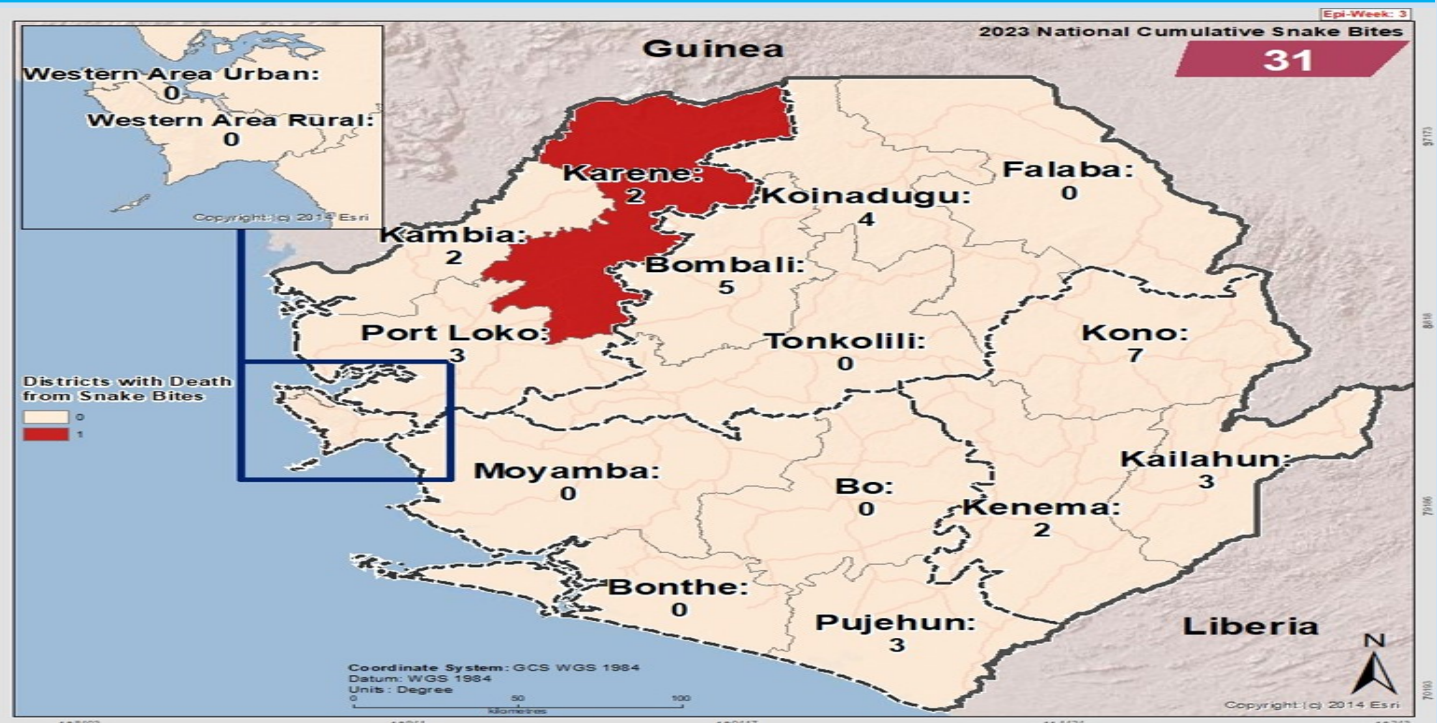 Epi-Week: 3
2023 National Cumulative Snake Bites
31
Guinea
Western Area Urban:
0
Western Area Rural:
0
Copyright:(c) 2014 Esri
Karene:
2
Koinadugu:
4
Falaba:
0
Kambia:
2
Bombali:
5
Port Loko:
3
Tonkolili:
0
Kono:
7
Districts with Death
from Snake Bites
0
1
Moyamba:
0
Bo:
0
Kenema:
2
Kailahun:
3
Bonthe:
0
Pujehun:
3
Liberia
N
Coordinate System: GCS WGS 1984
Datum: WGS 1984
Units: Degree
0 50 100
kilometres
Copyright:(c) 2014 Esri